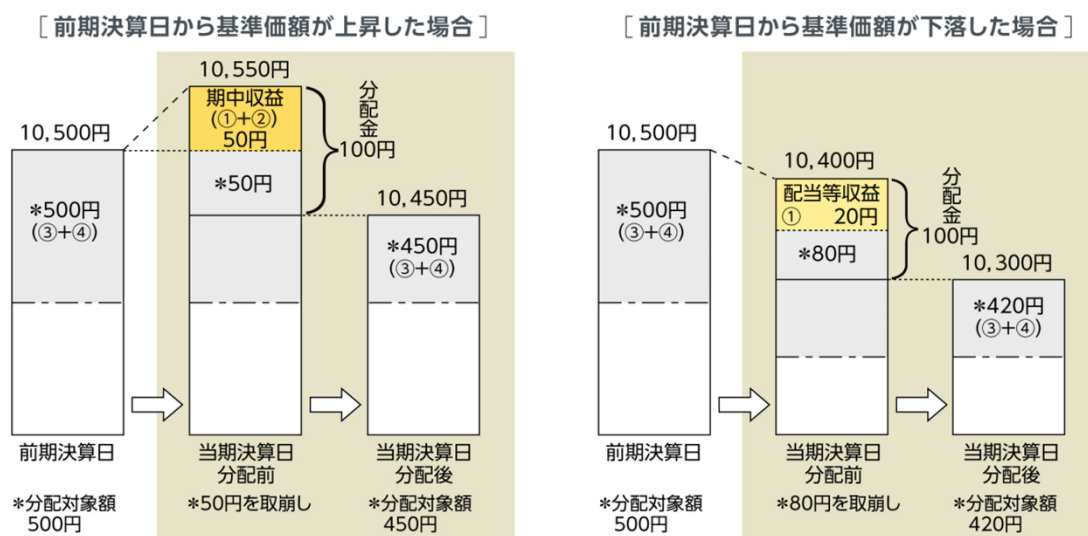 [前期決算日から基準価額が上昇した場合]
10,550円
期中収益
(①+②)
50円
分配金
100円
10,500円
*50円
*500円
(③+④)
10,450円
*450円
(③+④)
前期決算日
当期決算日
分配前
当期決算日
分配後
*分配対象額
500円
*50円を取崩し
*分配対象額
450円
[前期決算日から基準価額が下落した場合]
10,500円
10,400円
配当等収益
① 20円
分配金
100円
*500円
(③+④)
*80円
10,300円
*420円
(③+④)
前期決算日
当期決算日
分配前
当期決算日
分配後
*分配対象額
500円
*80円を取崩し
*分配対象額
420円